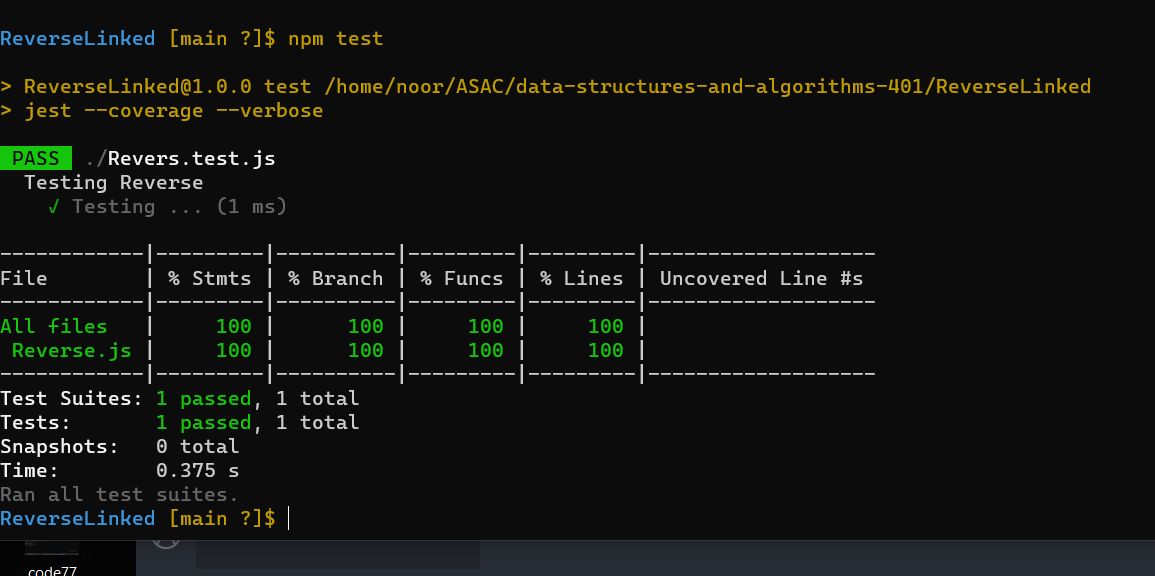 ReverseLinked [main ?]$ npm test
> ReverseLinked@1.0.0 test /home/noor/ASAC/data-structures-and-algorithms-401/ReverseLinked
> jest --coverage --verbose
PASS ./Revers.test.js
Testing Reverse
√ Testing ... (1 ms)
------------|---------|----------|---------|---------|-------------------
File | % Stmts | % Branch | % Funcs | % Lines | Uncovered Line #s
------------|---------|----------|---------|---------|-------------------
All files | 100 | 100 | 100 | 100 |
Reverse.js | 100 | 100 | 100 | 100 |
------------|---------|----------|---------|---------|-------------------
Test Suites: 1 passed, 1 total
Tests: 1 passed, 1 total
Snapshots: 0 total
Time: 0.375 s
Ran all test suites.
ReverseLinked [main ?]$
code77